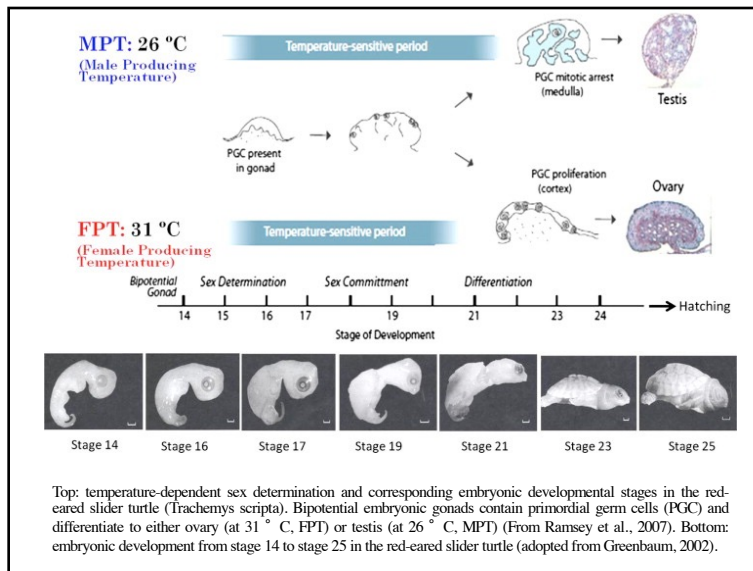 MPT: 26 ºC
(Male Producing
Temperature)
Temperature-sensitive period
PGC mitotic arrest
(medulla)
Testis
PGC present
in gonad
PGC proliferation
(cortex)
Ovary
FPT: 31 ºC
(Female Producing
Temperature)
Temperature-sensitive period
Bipotential
Gonad
Sex Determination
Sex Committment
Differentiation
Hatching
14 15 16 17 19 21 23 24
Stage of Development
Stage 14 Stage 16 Stage 17 Stage 19 Stage 21 Stage 23 Stage 25
Top: temperature-dependent sex determination and corresponding embryonic developmental stages in the red-
eared slider turtle (Trachemys scripta). Bipotential embryonic gonads contain primordial germ cells (PGC) and
differentiate to either ovary (at 31 ° C, FPT) or testis (at 26 ° C, MPT) (From Ramsey et al., 2007). Bottom:
embryonic development from stage 14 to stage 25 in the red-eared slider turtle (adopted from Greenbaum, 2002).